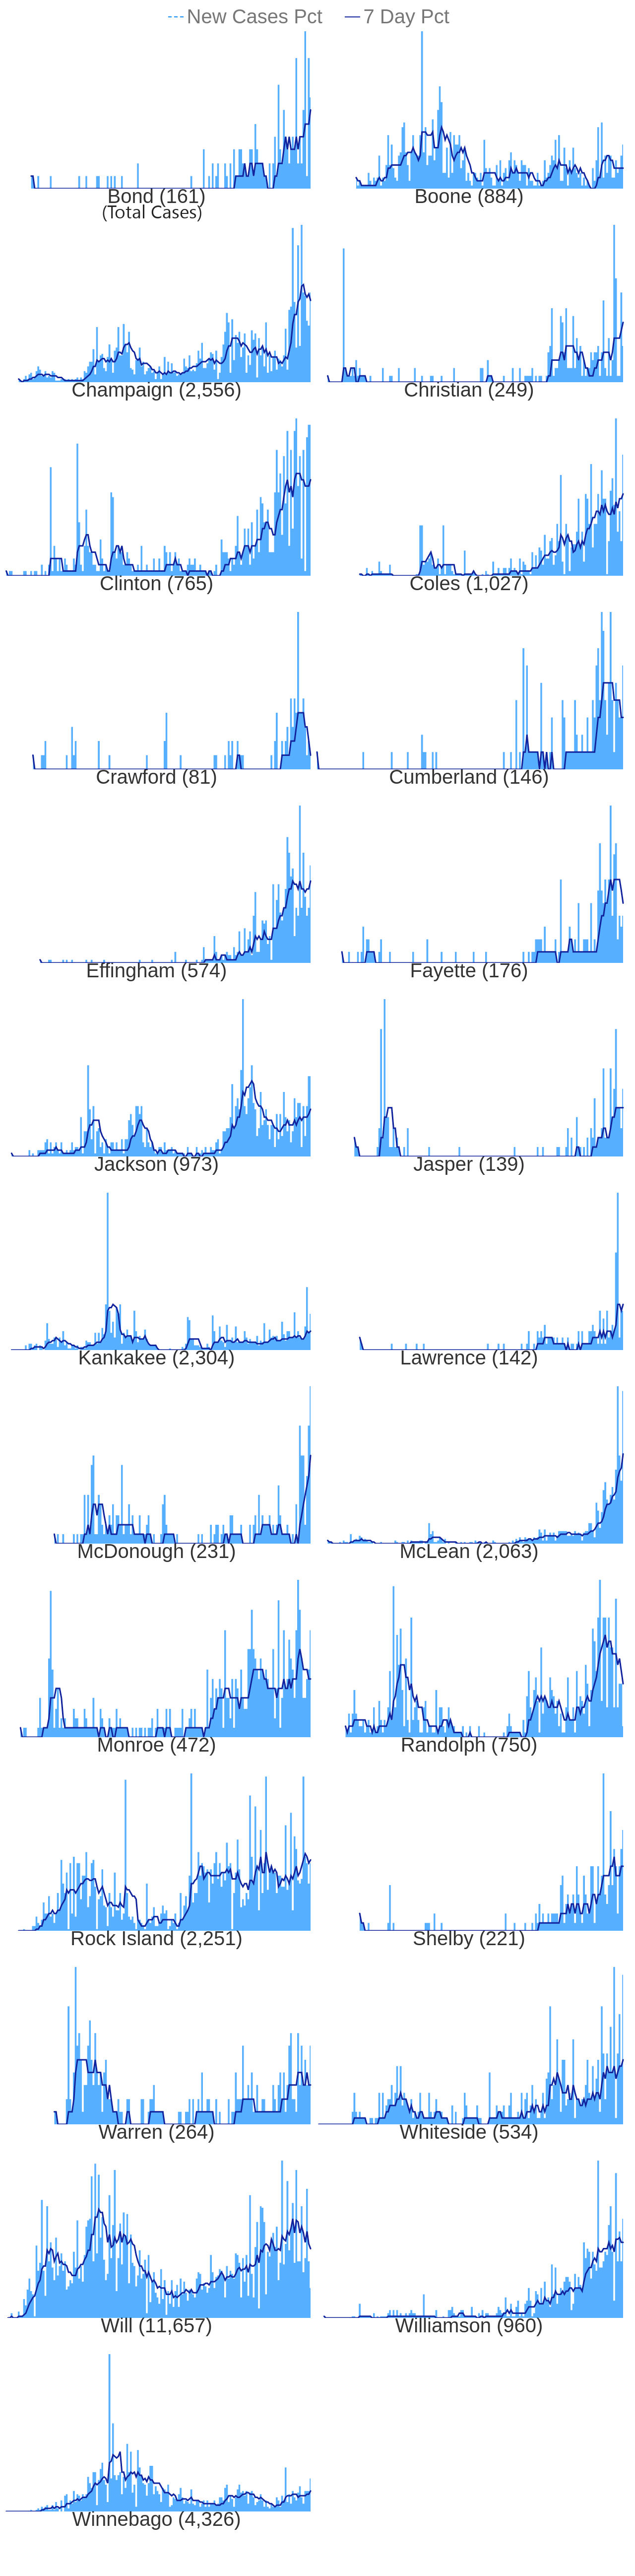 New Cases Pct 7 Day Pct
Bond (161) Boone (884)
(Total Cases)
Champaign (2,556) Christian (249)
Clinton (765) Coles (1,027)
Crawford (81) Cumberland (146)
Effingham (574) Fayette (176)
Jackson (973) Jasper (139)
Kankakee (2,304) Lawrence (142)
McDonough (231) McLean (2,063)
Monroe (472) Randolph (750)
Rock Island (2,251) Shelby (221)
Warren (264) Whiteside (534)
Will (11,657) Williamson (960)
Winnebago (4,326)